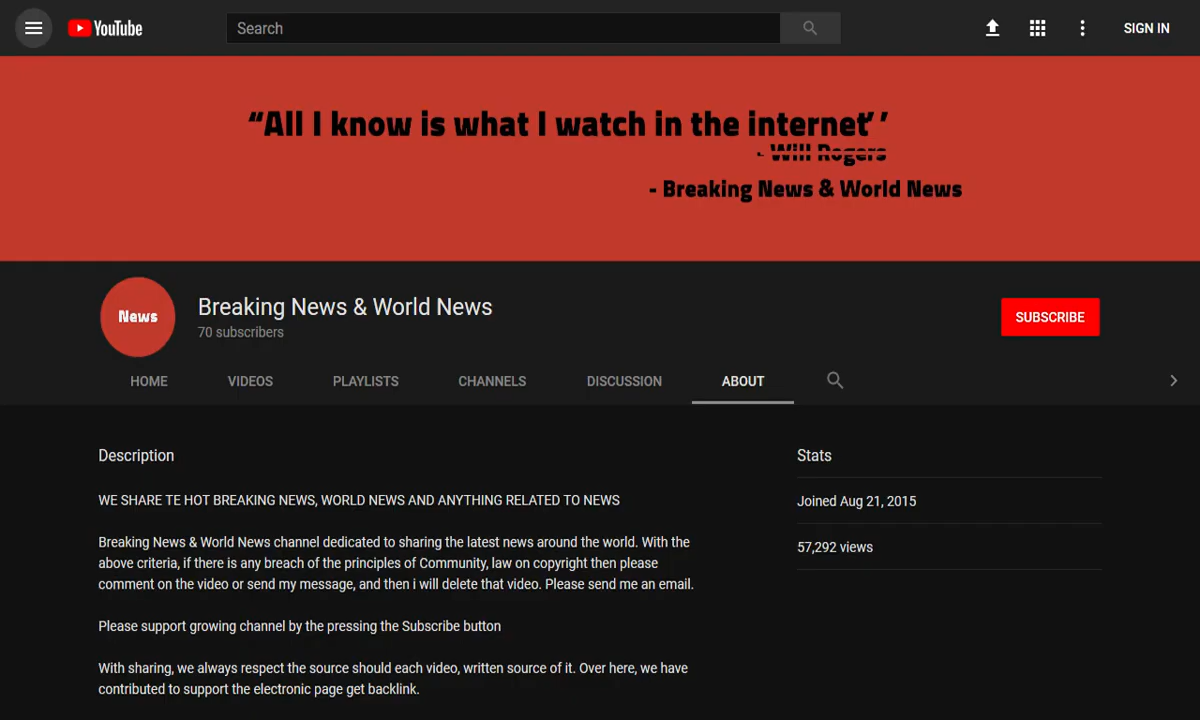 YouTube
Search
SIGN IN
“All I know is what I watch in the internet’’
- Will Rogers
- Breaking News & World News
News
Breaking News & World News
70 subscribers
SUBSCRIBE
HOME VIDEOS PLAYLISTS CHANNELS DISCUSSION ABOUT
Description
WE SHARE TE HOT BREAKING NEWS, WORLD NEWS AND ANYTHING RELATED TO NEWS
Breaking News & World News channel dedicated to sharing the latest news around the world. With the
above criteria, if there is any breach of the principles of Community, law on copyright then please
comment on the video or send my message, and then i will delete that video. Please send me an email.
Please support growing channel by the pressing the Subscribe button
With sharing, we always respect the source should each video, written source of it. Over here, we have
contributed to support the electronic page get backlink.
Stats
Joined Aug 21, 2015
57,292 views